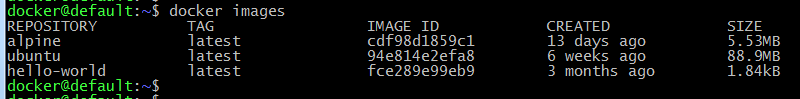 docker@default:~$ docker images
REPOSITORY TAG IMAGE ID CREATED SIZE
alpine latest cdf98d1859c1 13 days ago 5.53MB
ubuntu latest 94e814e2efa8 6 weeks ago 88.9MB
hello-world latest fce289e99eb9 3 months ago 1.84kB
docker@default:~$
docker@default:~$